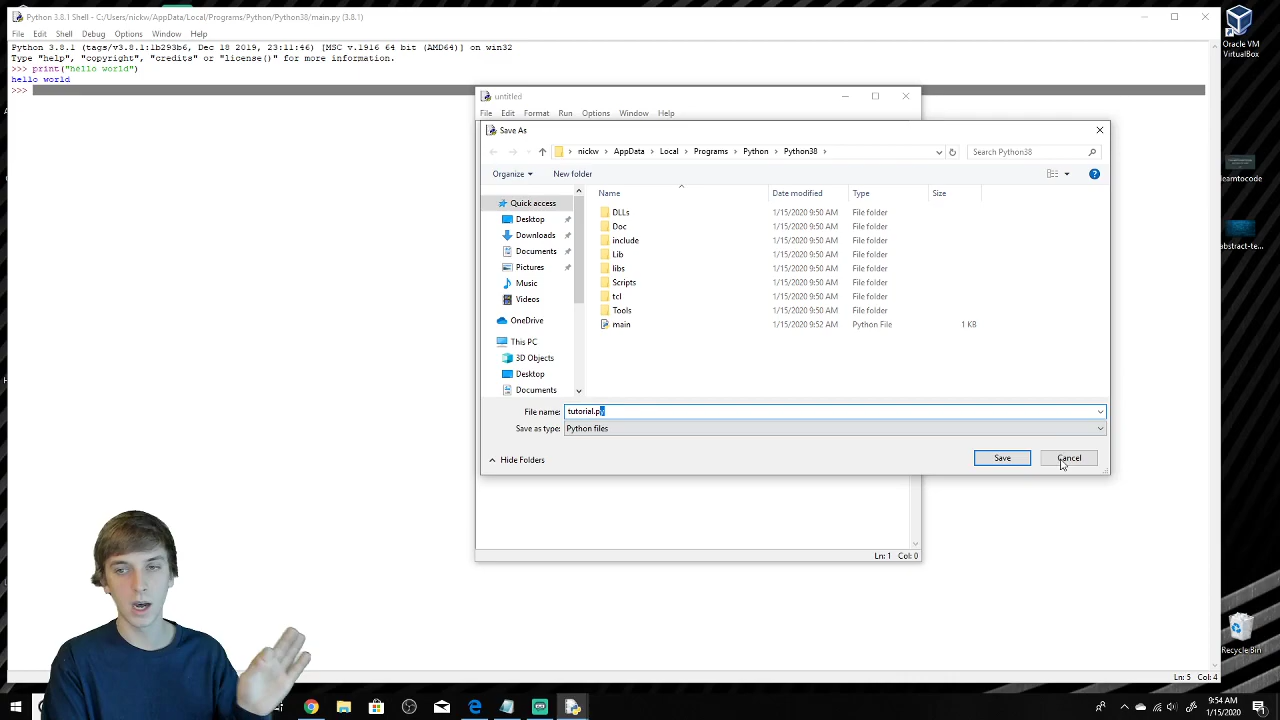 Python 3.8.1 Shell - C:/Users/nickw/AppData/Local/Programs/Python/Python38/main.py (3.8.1)
File Edit Shell Debug Options Window Help
Python 3.8.1 (tags/v3.8.1:1b293b6, Dec 18 2019, 23:11:46) [MSC v.1916 64 bit (AMD64)] on win32
Type "help", "copyright", "credits" or "license()" for more information.
>>> print("hello world")
hello world
>>>
untitled
File Edit Format Run Options Window Help
Save As
nickw > AppData > Local > Programs > Python > Python38 >
Search Python38
Organize
New folder
Name Date modified Type Size
Quick access
Desktop
Downloads
Documents
Pictures
Music
Videos
OneDrive
This PC
3D Objects
Desktop
Documents
DLLs 1/15/2020 9:50 AM File folder
Doc 1/15/2020 9:50 AM File folder
include 1/15/2020 9:50 AM File folder
Lib 1/15/2020 9:50 AM File folder
libs 1/15/2020 9:50 AM File folder
Scripts 1/15/2020 9:50 AM File folder
tcl 1/15/2020 9:50 AM File folder
Tools 1/15/2020 9:50 AM File folder
main 1/15/2020 9:52 AM Python File 1 KB
File name: tutorial.py
Save as type: Python files
Hide Folders
Save
Cancel
Ln: 1 Col: 0
Ln: 5 Col: 4
Oracle VM
VirtualBox
learntocode
abstract-te...
Recycle Bin
9:54 AM
1/15/2020